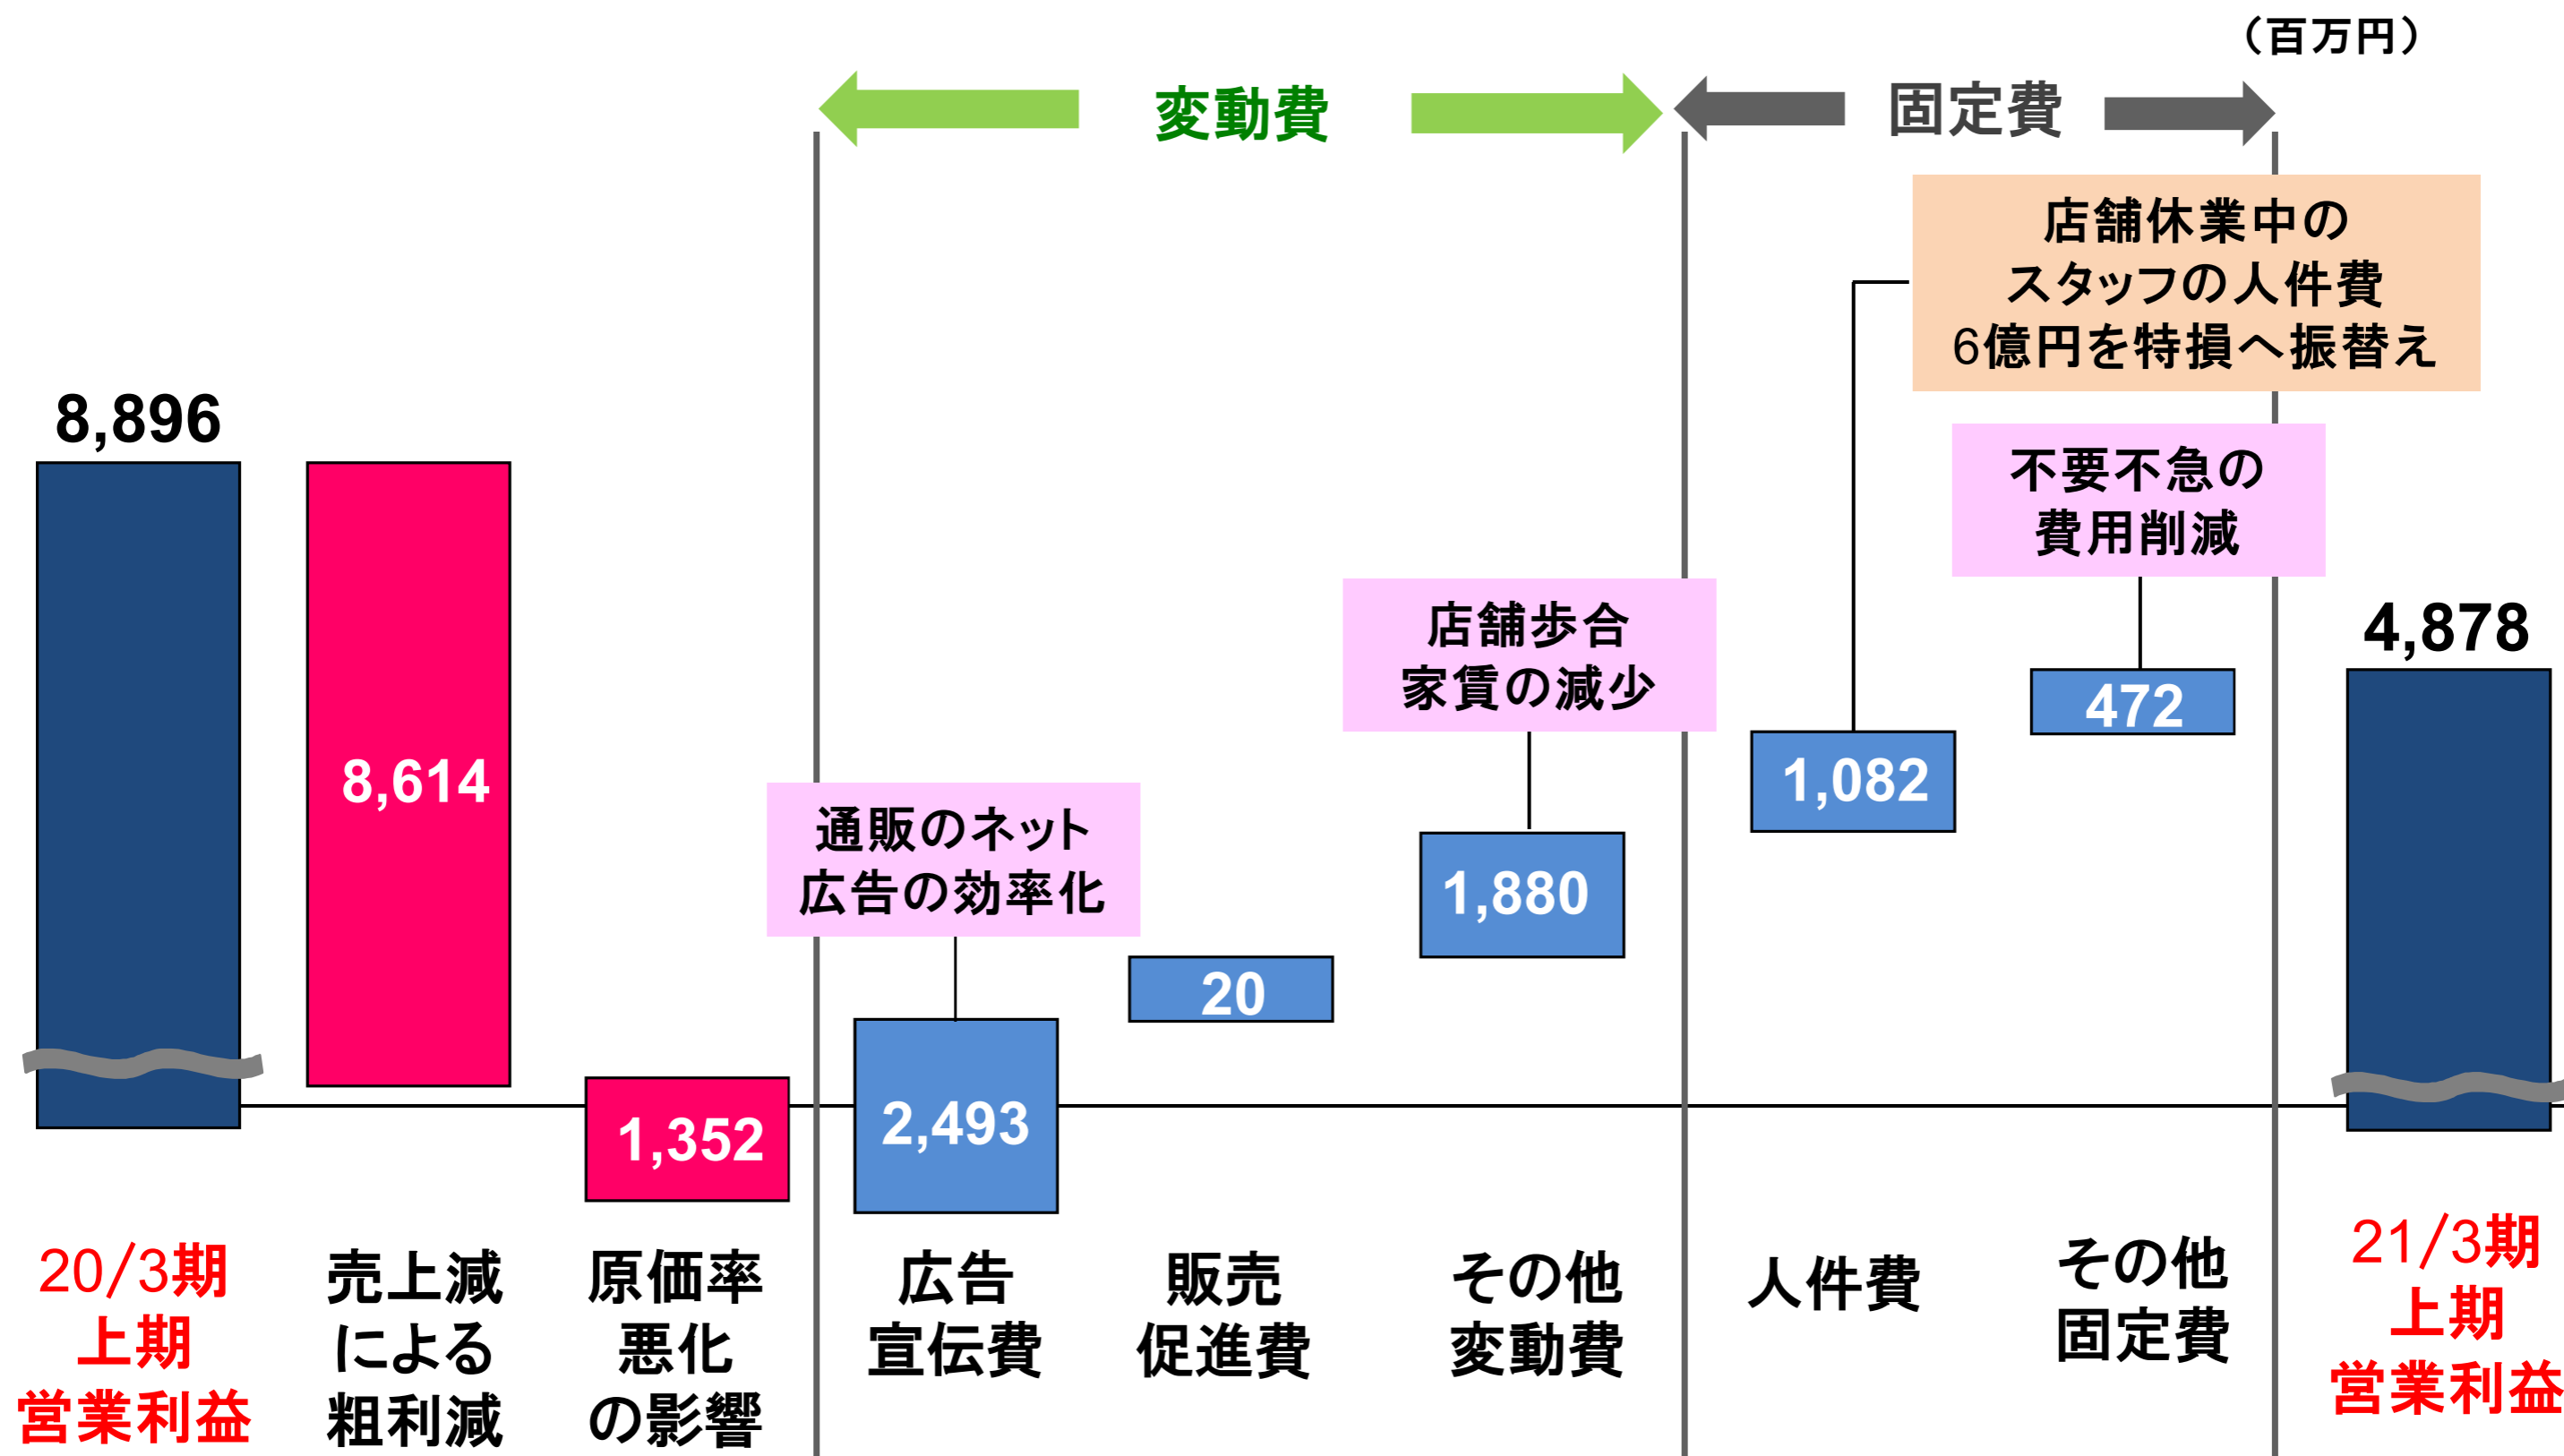 （百万円）
変動費
固定費
店舗休業中の
スタッフの人件費
6億円を特損へ振替え
不要不急の
費用削減
店舗歩合
家賃の減少
通販のネット
広告の効率化
8,896
8,614
1,352
2,493
20
1,880
1,082
472
4,878
20/3期
上期
営業利益
売上減
による
粗利減
原価率
悪化
の影響
広告
宣伝費
販売
促進費
その他
変動費
人件費
その他
固定費
21/3期
上期
営業利益